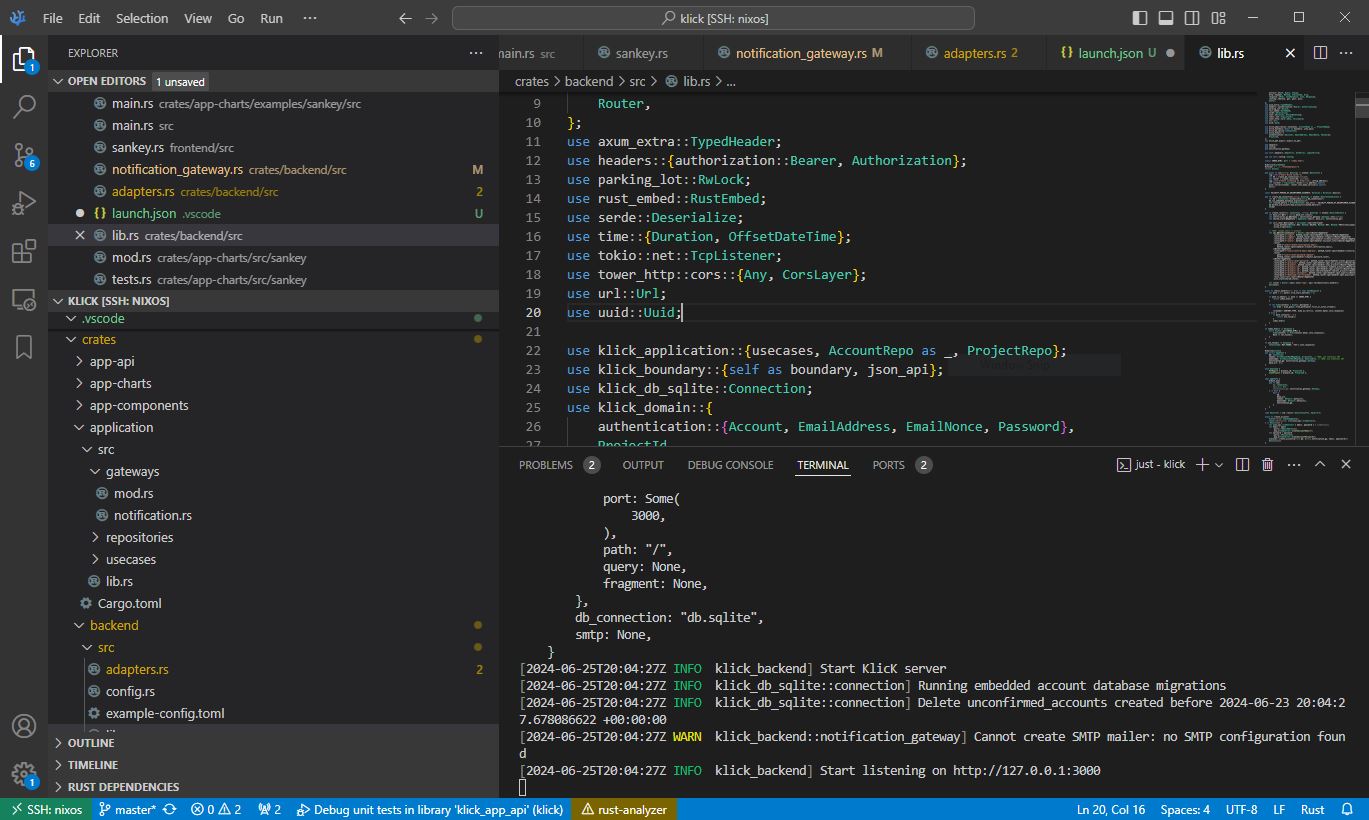 File Edit Selection View Go Run ··· klick [SSH: nixos]
EXPLORER ···
main.rs src sankey.rs notification_gateway.rs M adapters.rs 2 launch.json U lib.rs
OPEN EDITORS 1 unsaved
main.rs crates/app-charts/examples/sankey/src
main.rs src
sankey.rs frontend/src
notification_gateway.rs crates/backend/src M
adapters.rs crates/backend/src 2
launch.json .vscode U
lib.rs crates/backend/src
mod.rs crates/app-charts/src/sankey
tests.rs crates/app-charts/src/sankey
KLICK [SSH: NIXOS]
.vscode
crates
app-api
app-charts
app-components
application
src
gateways
mod.rs
notification.rs
repositories
usecases
lib.rs
Cargo.toml
backend
src
adapters.rs 2
config.rs
example-config.toml
OUTLINE
TIMELINE
RUST DEPENDENCIES
crates > backend > src > lib.rs > ...
9 Router,
10 };
11 use axum_extra::TypedHeader;
12 use headers::{authorization::Bearer, Authorization};
13 use parking_lot::RwLock;
14 use rust_embed::RustEmbed;
15 use serde::Deserialize;
16 use time::{Duration, OffsetDateTime};
17 use tokio::net::TcpListener;
18 use tower_http::cors::{Any, CorsLayer};
19 use url::Url;
20 use uuid::Uuid;
21
22 use klick_application::{usecases, AccountRepo as _, ProjectRepo};
23 use klick_boundary::{self as boundary, json_api};
24 use klick_db_sqlite::Connection;
25 use klick_domain::{
26 authentication::{Account, EmailAddress, EmailNonce, Password},
27 ProjectId
PROBLEMS 2 OUTPUT DEBUG CONSOLE TERMINAL PORTS 2 just - klick
port: Some(
3000,
),
path: "/",
query: None,
fragment: None,
},
db_connection: "db.sqlite",
smtp: None,
}
[2024-06-25T20:04:27Z INFO klick_backend] Start KlicK server
[2024-06-25T20:04:27Z INFO klick_db_sqlite::connection] Running embedded account database migrations
[2024-06-25T20:04:27Z INFO klick_db_sqlite::connection] Delete unconfirmed_accounts created before 2024-06-23 20:04:2
7.678086622 +00:00:00
[2024-06-25T20:04:27Z WARN klick_backend::notification_gateway] Cannot create SMTP mailer: no SMTP configuration foun
d
[2024-06-25T20:04:27Z INFO klick_backend] Start listening on http://127.0.0.1:3000
SSH: nixos master* 0 2 2 Debug unit tests in library 'klick_app_api' (klick) rust-analyzer Ln 20, Col 16 Spaces: 4 UTF-8 LF Rust